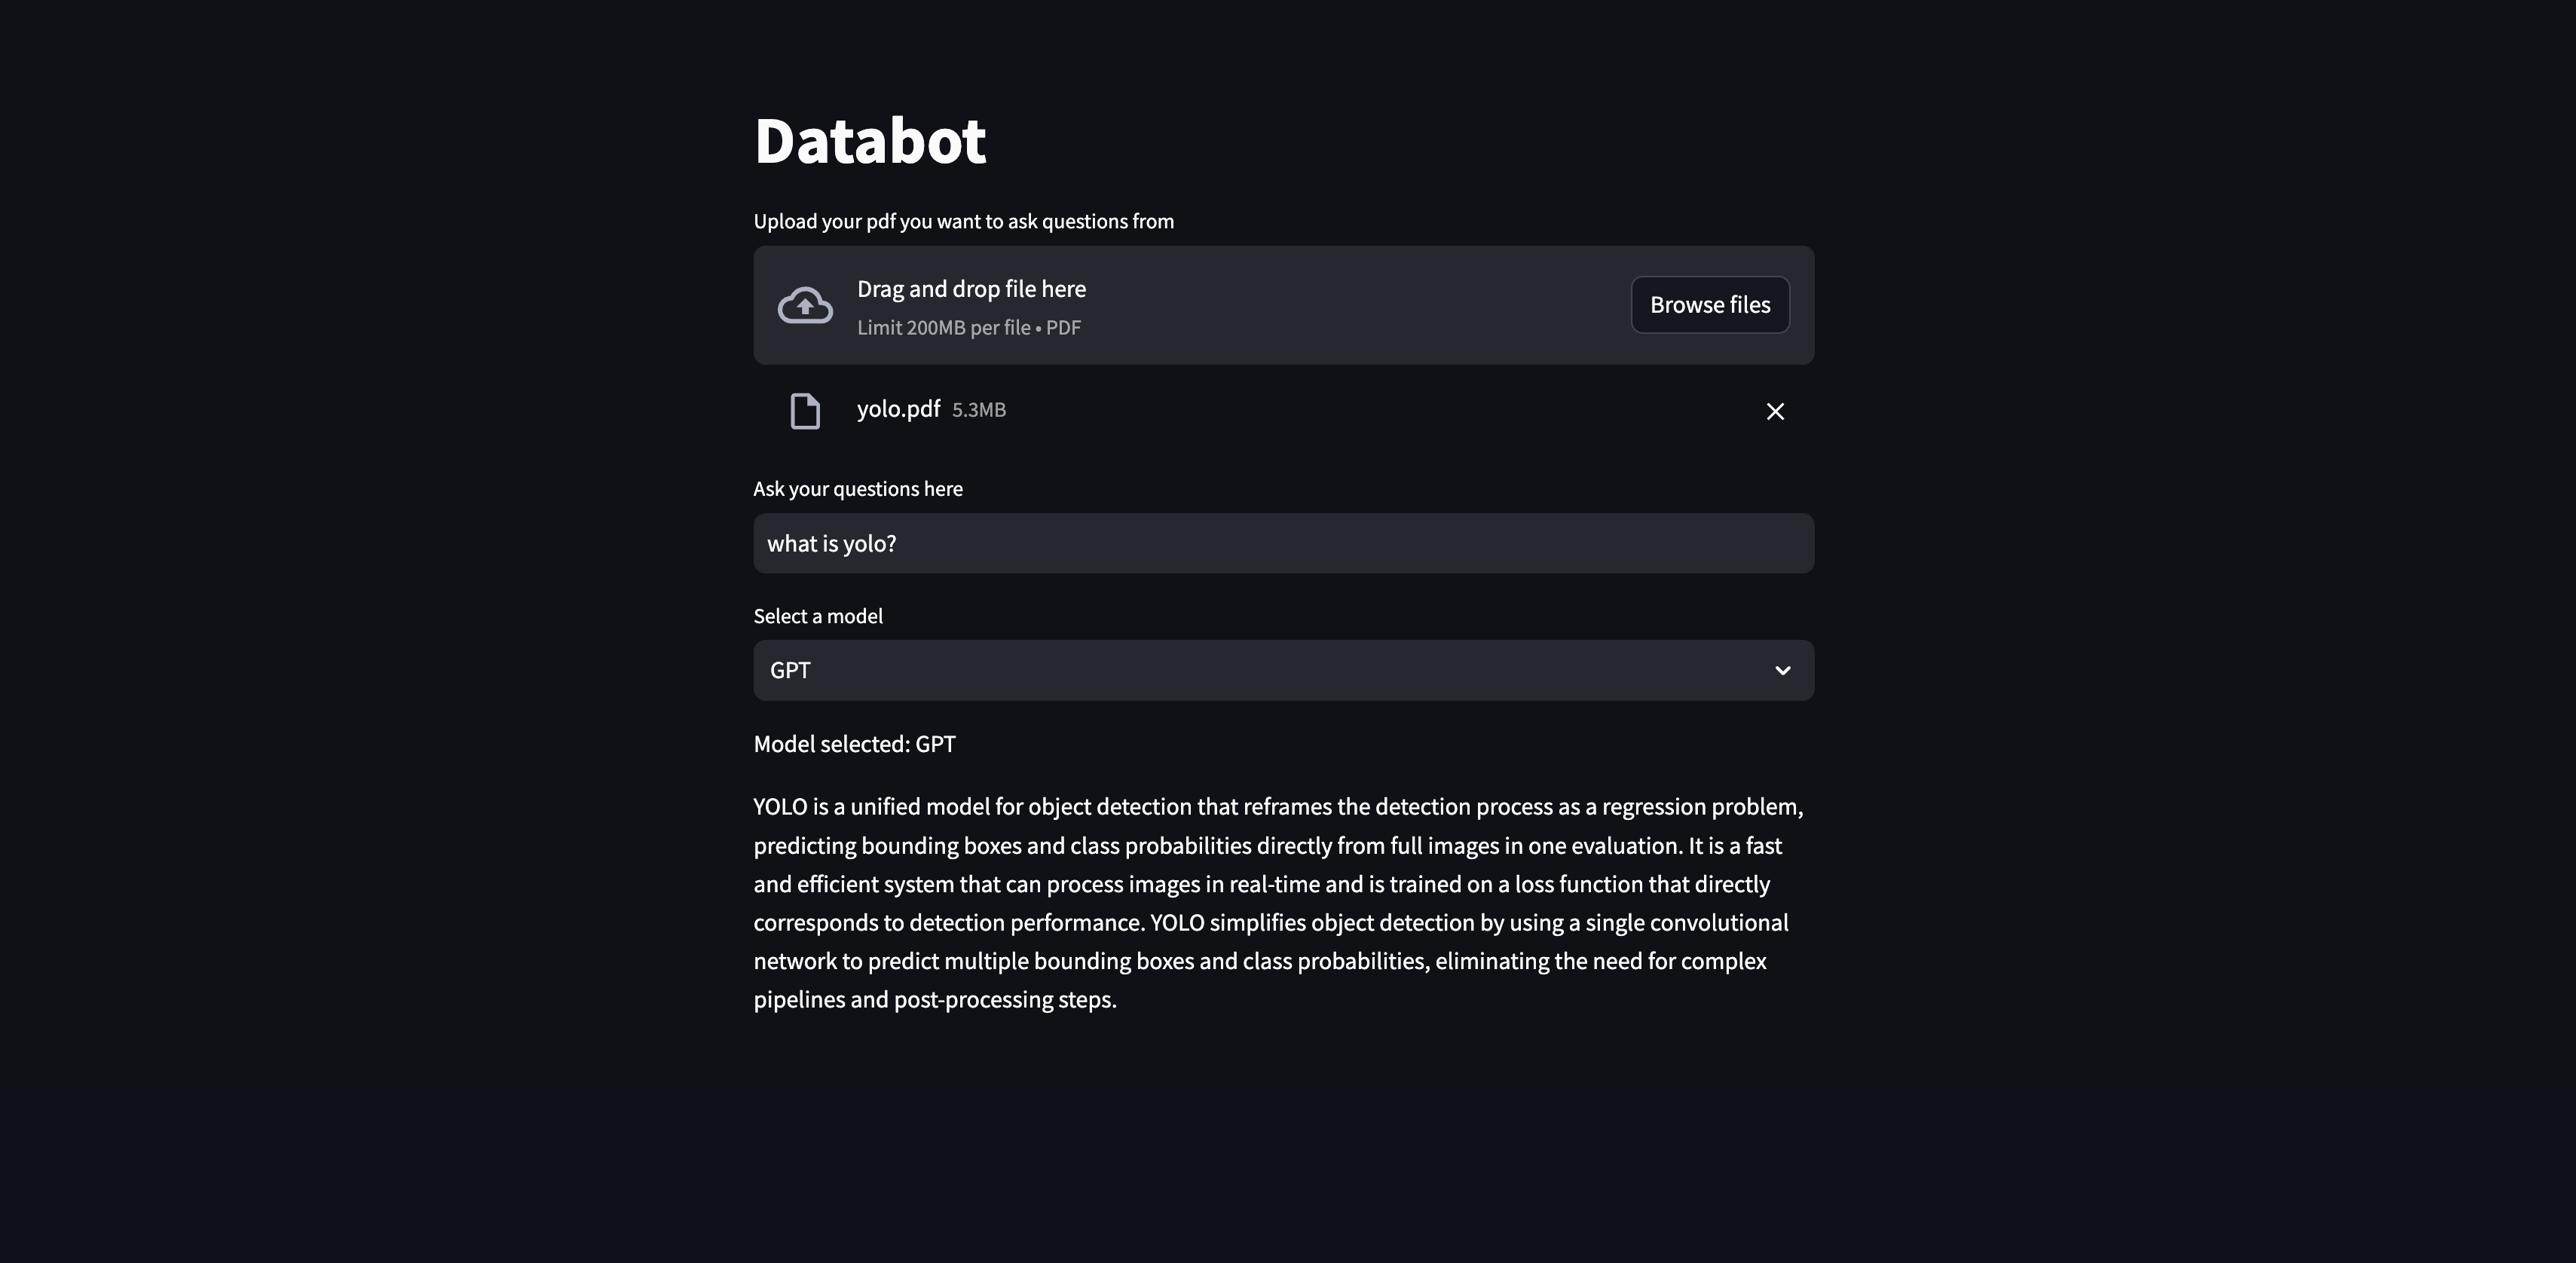 Databot
Upload your pdf you want to ask questions from
Drag and drop file here
Limit 200MB per file • PDF
Browse files
yolo.pdf 5.3MB
Ask your questions here
what is yolo?
Select a model
GPT
Model selected: GPT
YOLO is a unified model for object detection that reframes the detection process as a regression problem,
predicting bounding boxes and class probabilities directly from full images in one evaluation. It is a fast
and efficient system that can process images in real-time and is trained on a loss function that directly
corresponds to detection performance. YOLO simplifies object detection by using a single convolutional
network to predict multiple bounding boxes and class probabilities, eliminating the need for complex
pipelines and post-processing steps.